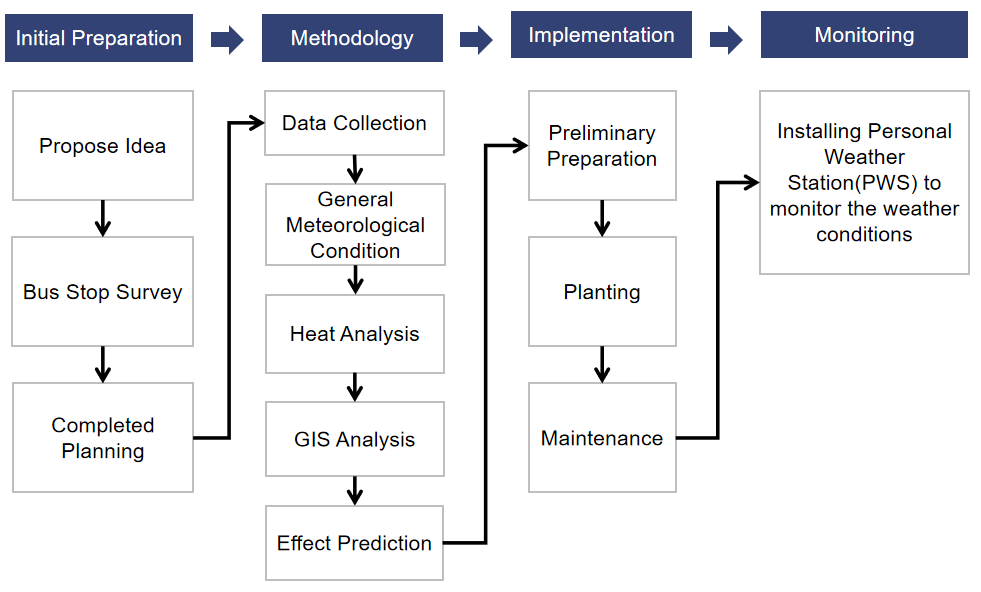 Initial Preparation
Methodology
Implementation
Monitoring
Propose Idea
Bus Stop Survey
Completed
Planning
Data Collection
General
Meteorological
Condition
Heat Analysis
GIS Analysis
Effect Prediction
Preliminary
Preparation
Planting
Maintenance
Installing Personal
Weather
Station(PWS) to
monitor the weather
conditions